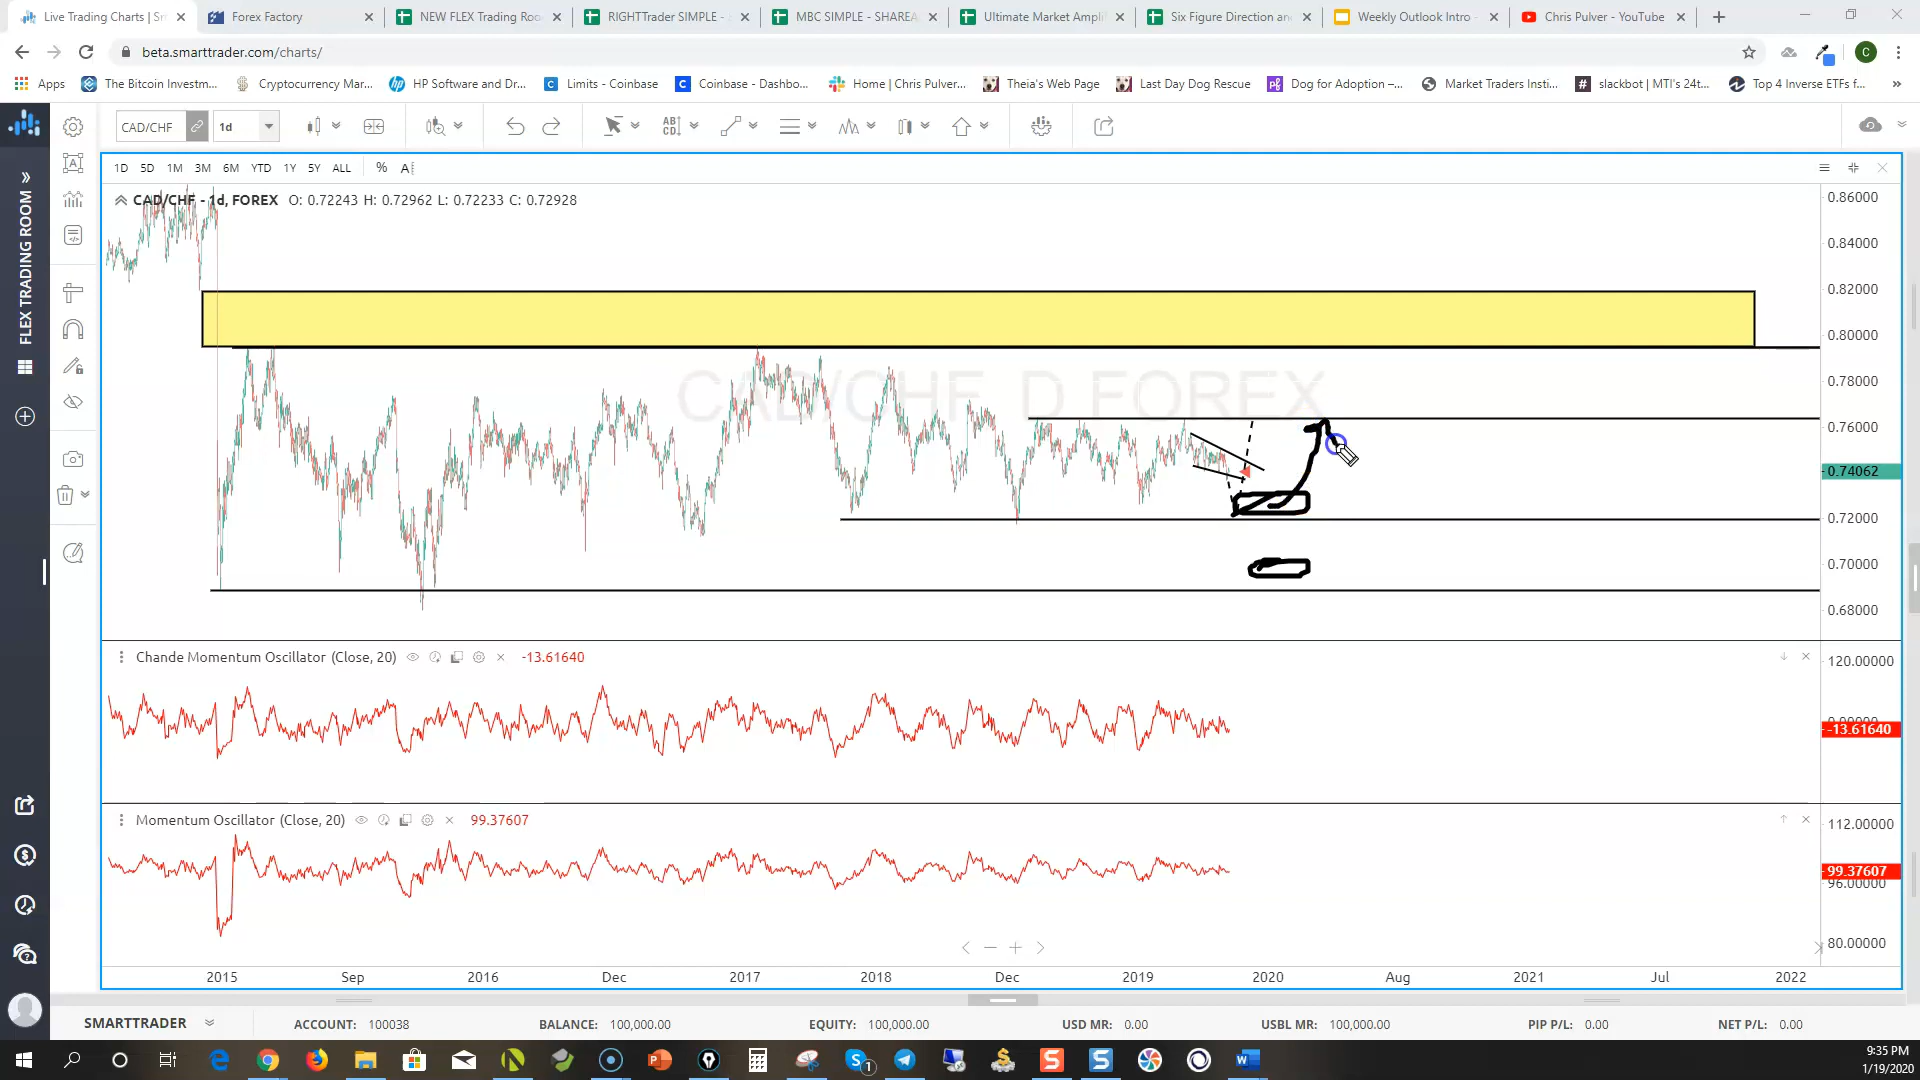 Live Trading Charts | Sm
Forex Factory
NEW FLEX Trading Roo
RIGHTTrader SIMPLE -
MBC SIMPLE - SHAREA
Ultimate Market Ampli
Six Figure Direction an
Weekly Outlook Intro
Chris Pulver - YouTube
beta.smarttrader.com/charts/
C
Apps
The Bitcoin Investm...
Cryptocurrency Mar...
HP Software and Dr...
Limits - Coinbase
Coinbase - Dashbo...
Home | Chris Pulver...
Theia's Web Page
Last Day Dog Rescue
Dog for Adoption –...
Market Traders Insti...
slackbot | MTI's 24t...
Top 4 Inverse ETFs f...
»
CAD/CHF
1d
AB
CD
FLEX TRADING ROOM
1D 5D 1M 3M 6M YTD 1Y 5Y ALL % A
CAD/CHF - 1d, FOREX O: 0.72243 H: 0.72962 L: 0.72233 C: 0.72928
CAD/CHF D FOREX
0.86000
0.84000
0.82000
0.80000
0.78000
0.76000
0.74062
0.72000
0.70000
0.68000
Chande Momentum Oscillator (Close, 20) -13.61640
120.00000
-13.61640
Momentum Oscillator (Close, 20) 99.37607
112.00000
99.37607
96.00000
80.00000
2015 Sep 2016 Dec 2017 2018 Dec 2019 2020 Aug 2021 Jul 2022
SMARTTRADER
ACCOUNT: 100038
BALANCE: 100,000.00
EQUITY: 100,000.00
USD MR: 0.00
USBL MR: 100,000.00
PIP P/L: 0.00
NET P/L: 0.00
9:35 PM
1/19/2020